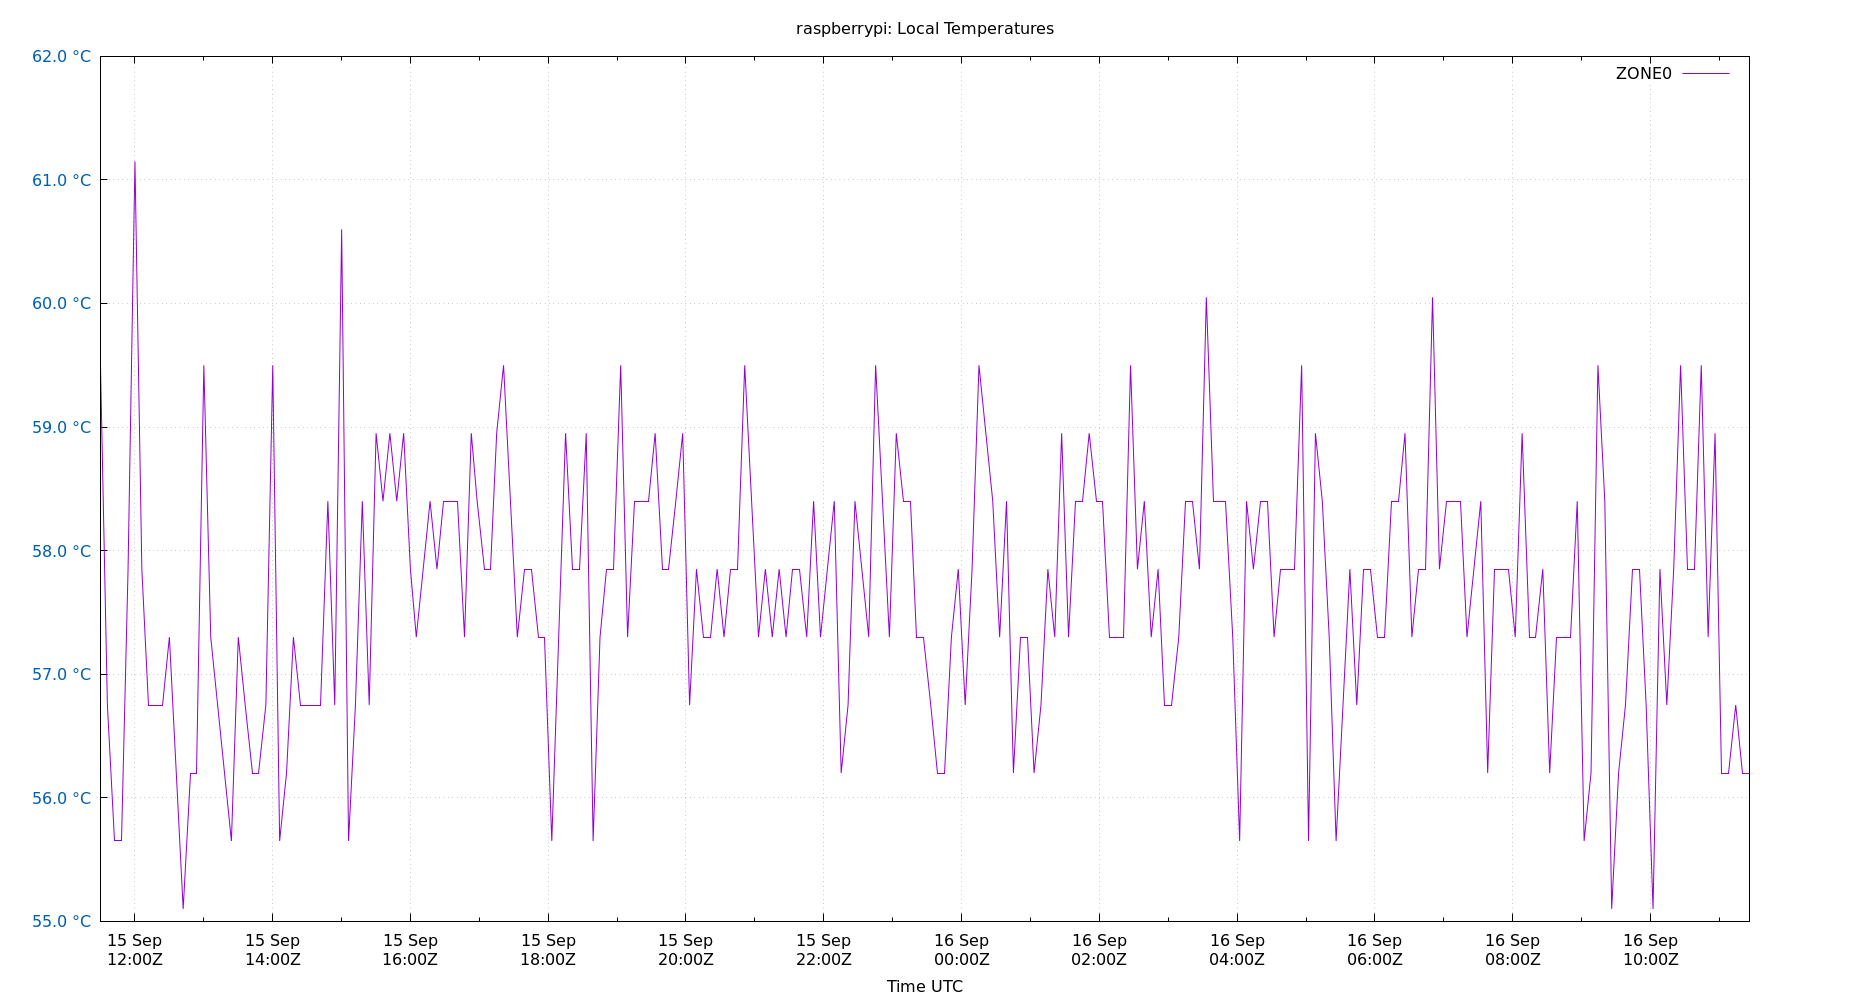 raspberrypi: Local Temperatures
62.0 °C
ZONE0
61.0 °C
60.0 °C
59.0 °C
58.0 °C
57.0 °C
56.0 °C
55.0 °C
15 Sep 15 Sep 15 Sep 15 Sep 15 Sep 15 Sep 16 Sep 16 Sep 16 Sep 16 Sep 16 Sep 16 Sep
12:00Z 14:00Z 16:00Z 18:00Z 20:00Z 22:00Z 00:00Z 02:00Z 04:00Z 06:00Z 08:00Z 10:00Z
Time UTC